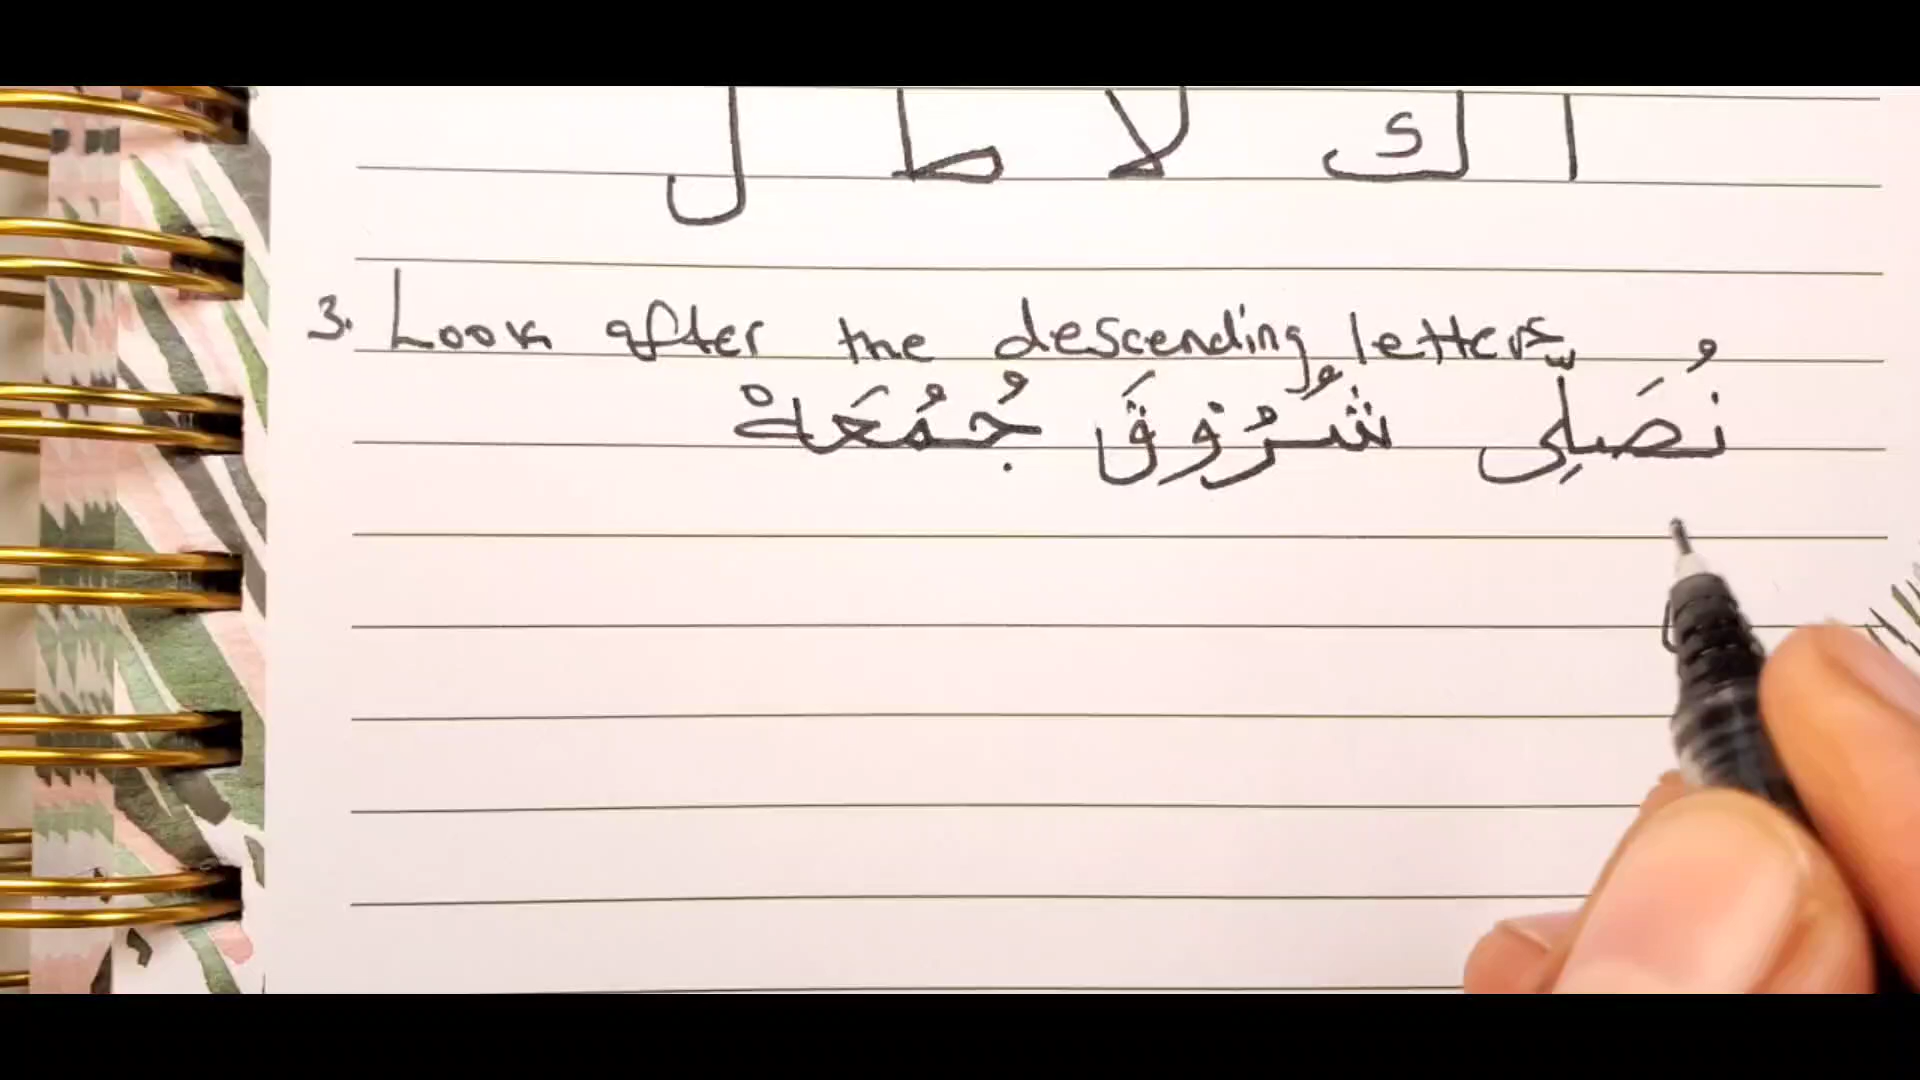 ا ك لا ط ل
3. Look after the descending letters
نُصَلِّى شُرُوقَ جُمُعَهْ